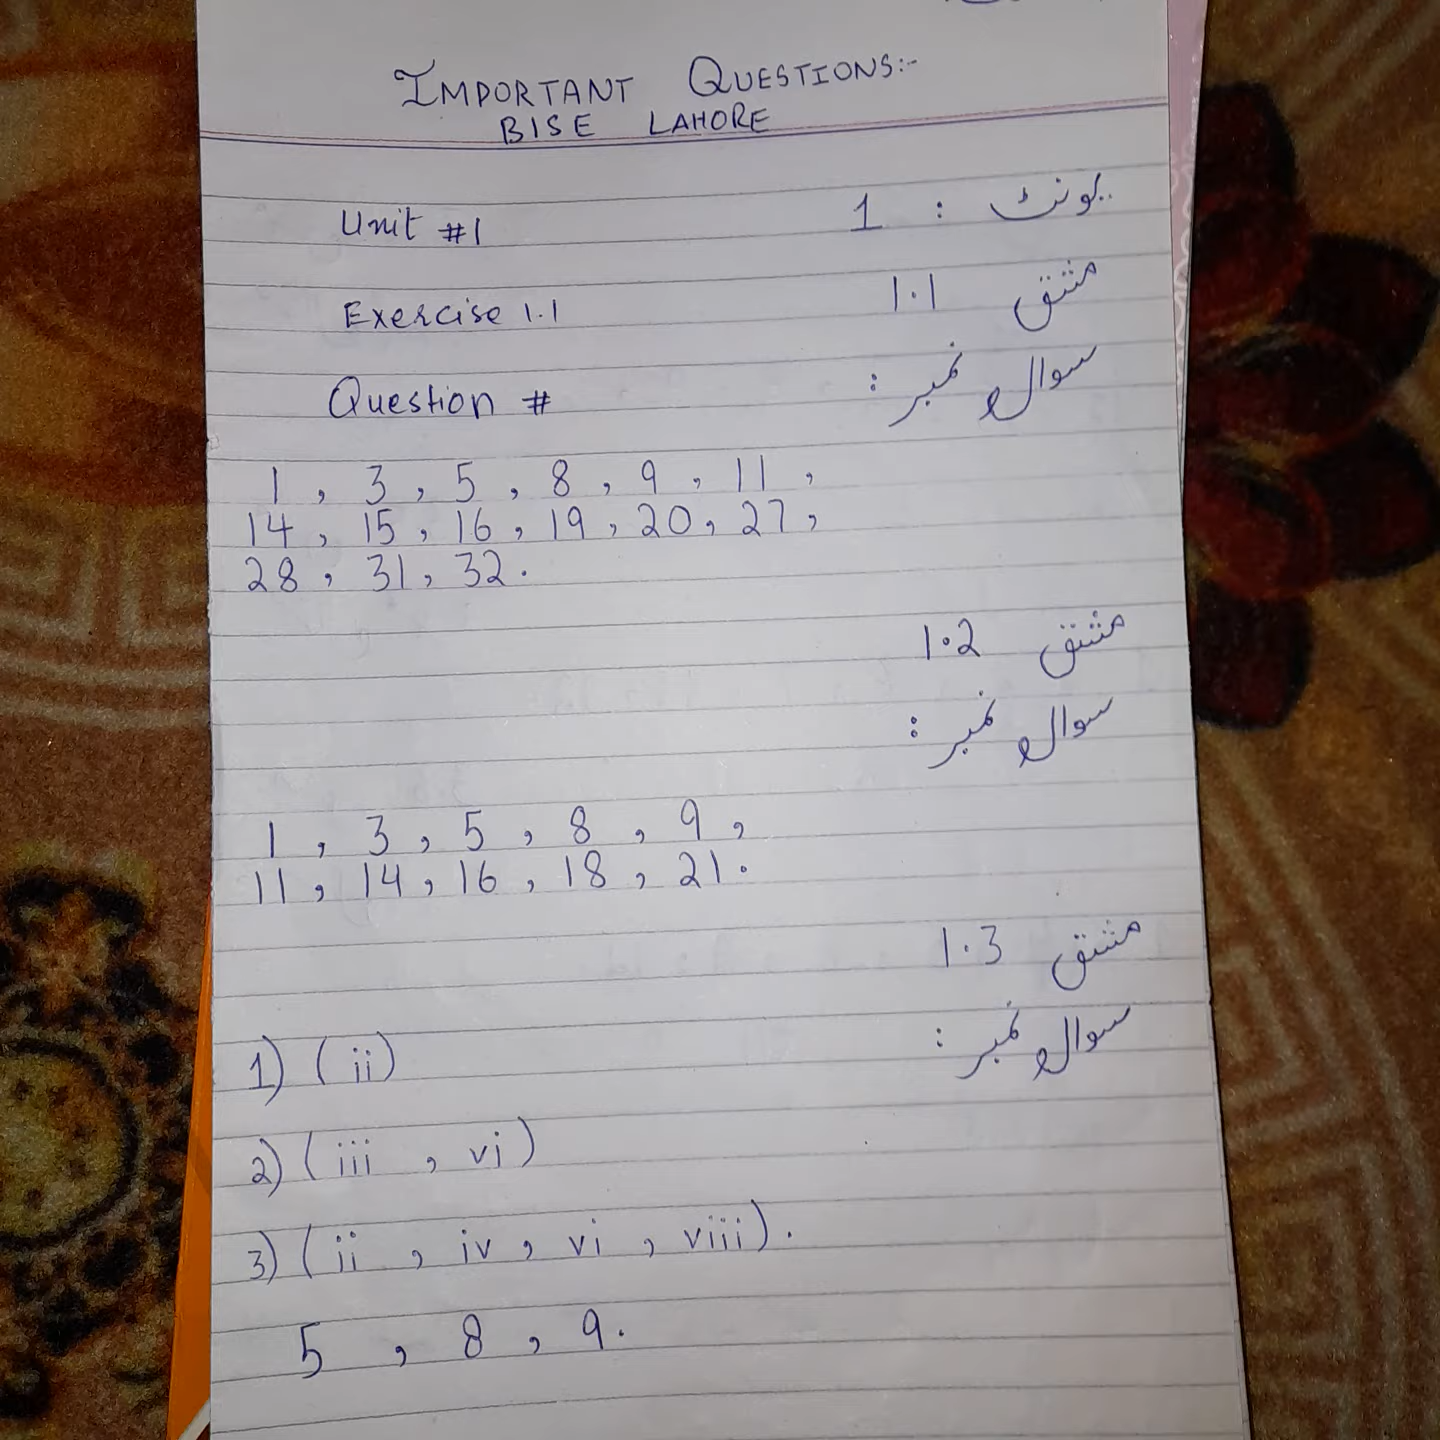 IMPORTANT QUESTIONS:-
BISE LAHORE
Unit #1 یونٹ : 1
Exercise 1.1 مشق 1.1
Question # سوال نمبر :
1 , 3 , 5 , 8 , 9 , 11 ,
14 , 15 , 16 , 19 , 20 , 27 ,
28 , 31 , 32 .
مشق 1.2
سوال نمبر :
1 , 3 , 5 , 8 , 9 ,
11 , 14 , 16 , 18 , 21 .
مشق 1.3
سوال نمبر :
1) (ii)
2) (iii , vi)
3) (ii , iv , vi , viii) .
5 , 8 , 9 .